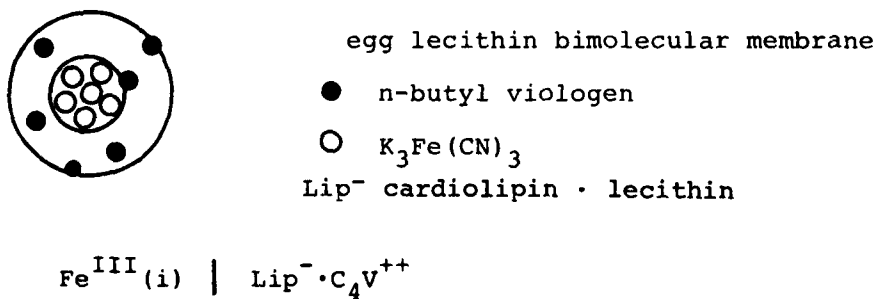 egg lecithin bimolecular membrane
● n-butyl viologen
○ K₃Fe(CN)₃
Lip⁻ cardiolipin · lecithin
Feᴵᴵᴵ(i) | Lip⁻·C₄V⁺⁺